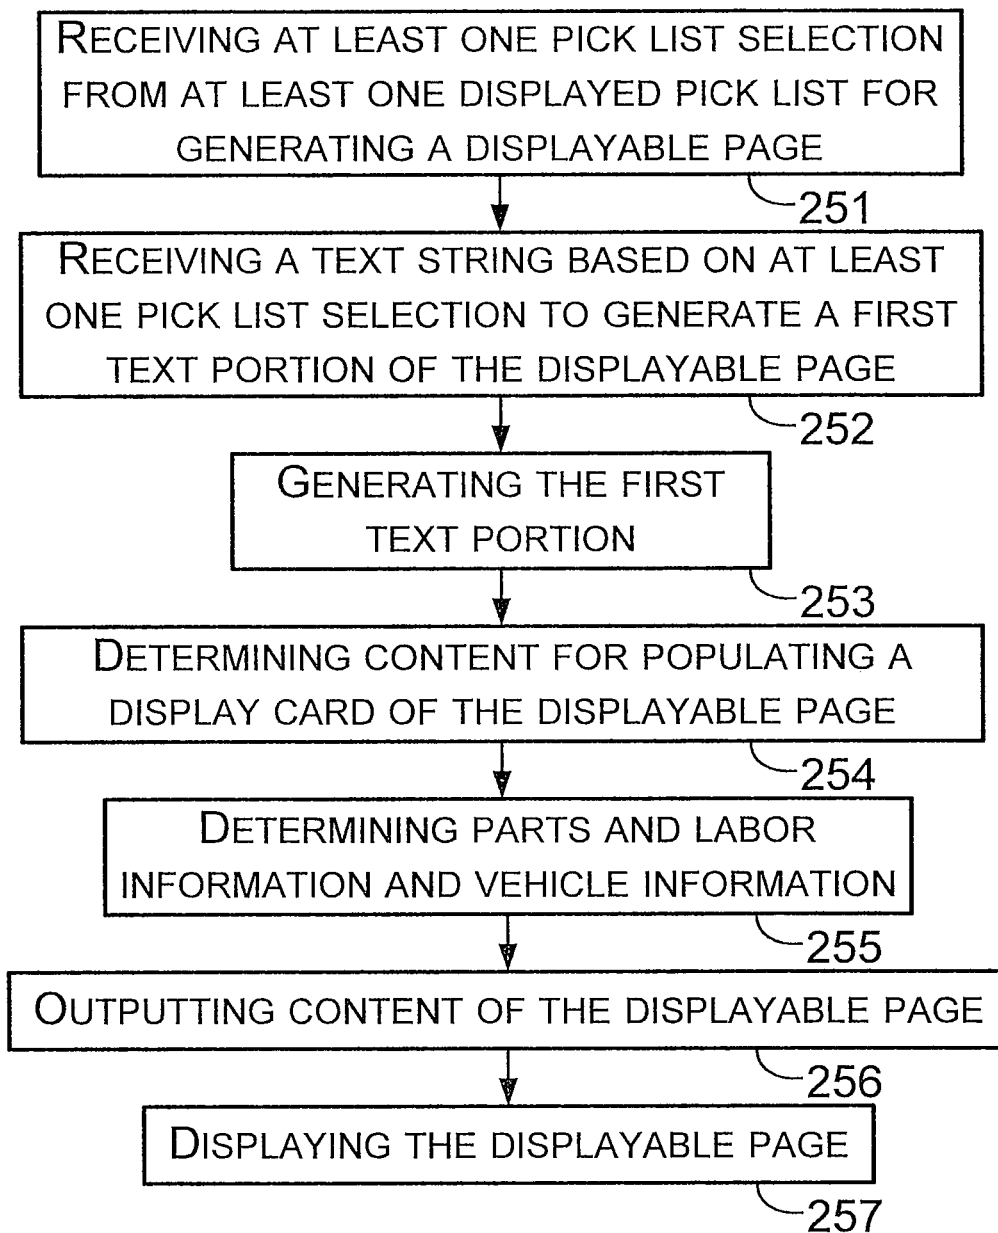 RECEIVING AT LEAST ONE PICK LIST SELECTION
FROM AT LEAST ONE DISPLAYED PICK LIST FOR
GENERATING A DISPLAYABLE PAGE
251
RECEIVING A TEXT STRING BASED ON AT LEAST
ONE PICK LIST SELECTION TO GENERATE A FIRST
TEXT PORTION OF THE DISPLAYABLE PAGE
252
GENERATING THE FIRST
TEXT PORTION
253
DETERMINING CONTENT FOR POPULATING A
DISPLAY CARD OF THE DISPLAYABLE PAGE
254
DETERMINING PARTS AND LABOR
INFORMATION AND VEHICLE INFORMATION
255
OUTPUTTING CONTENT OF THE DISPLAYABLE PAGE
256
DISPLAYING THE DISPLAYABLE PAGE
257